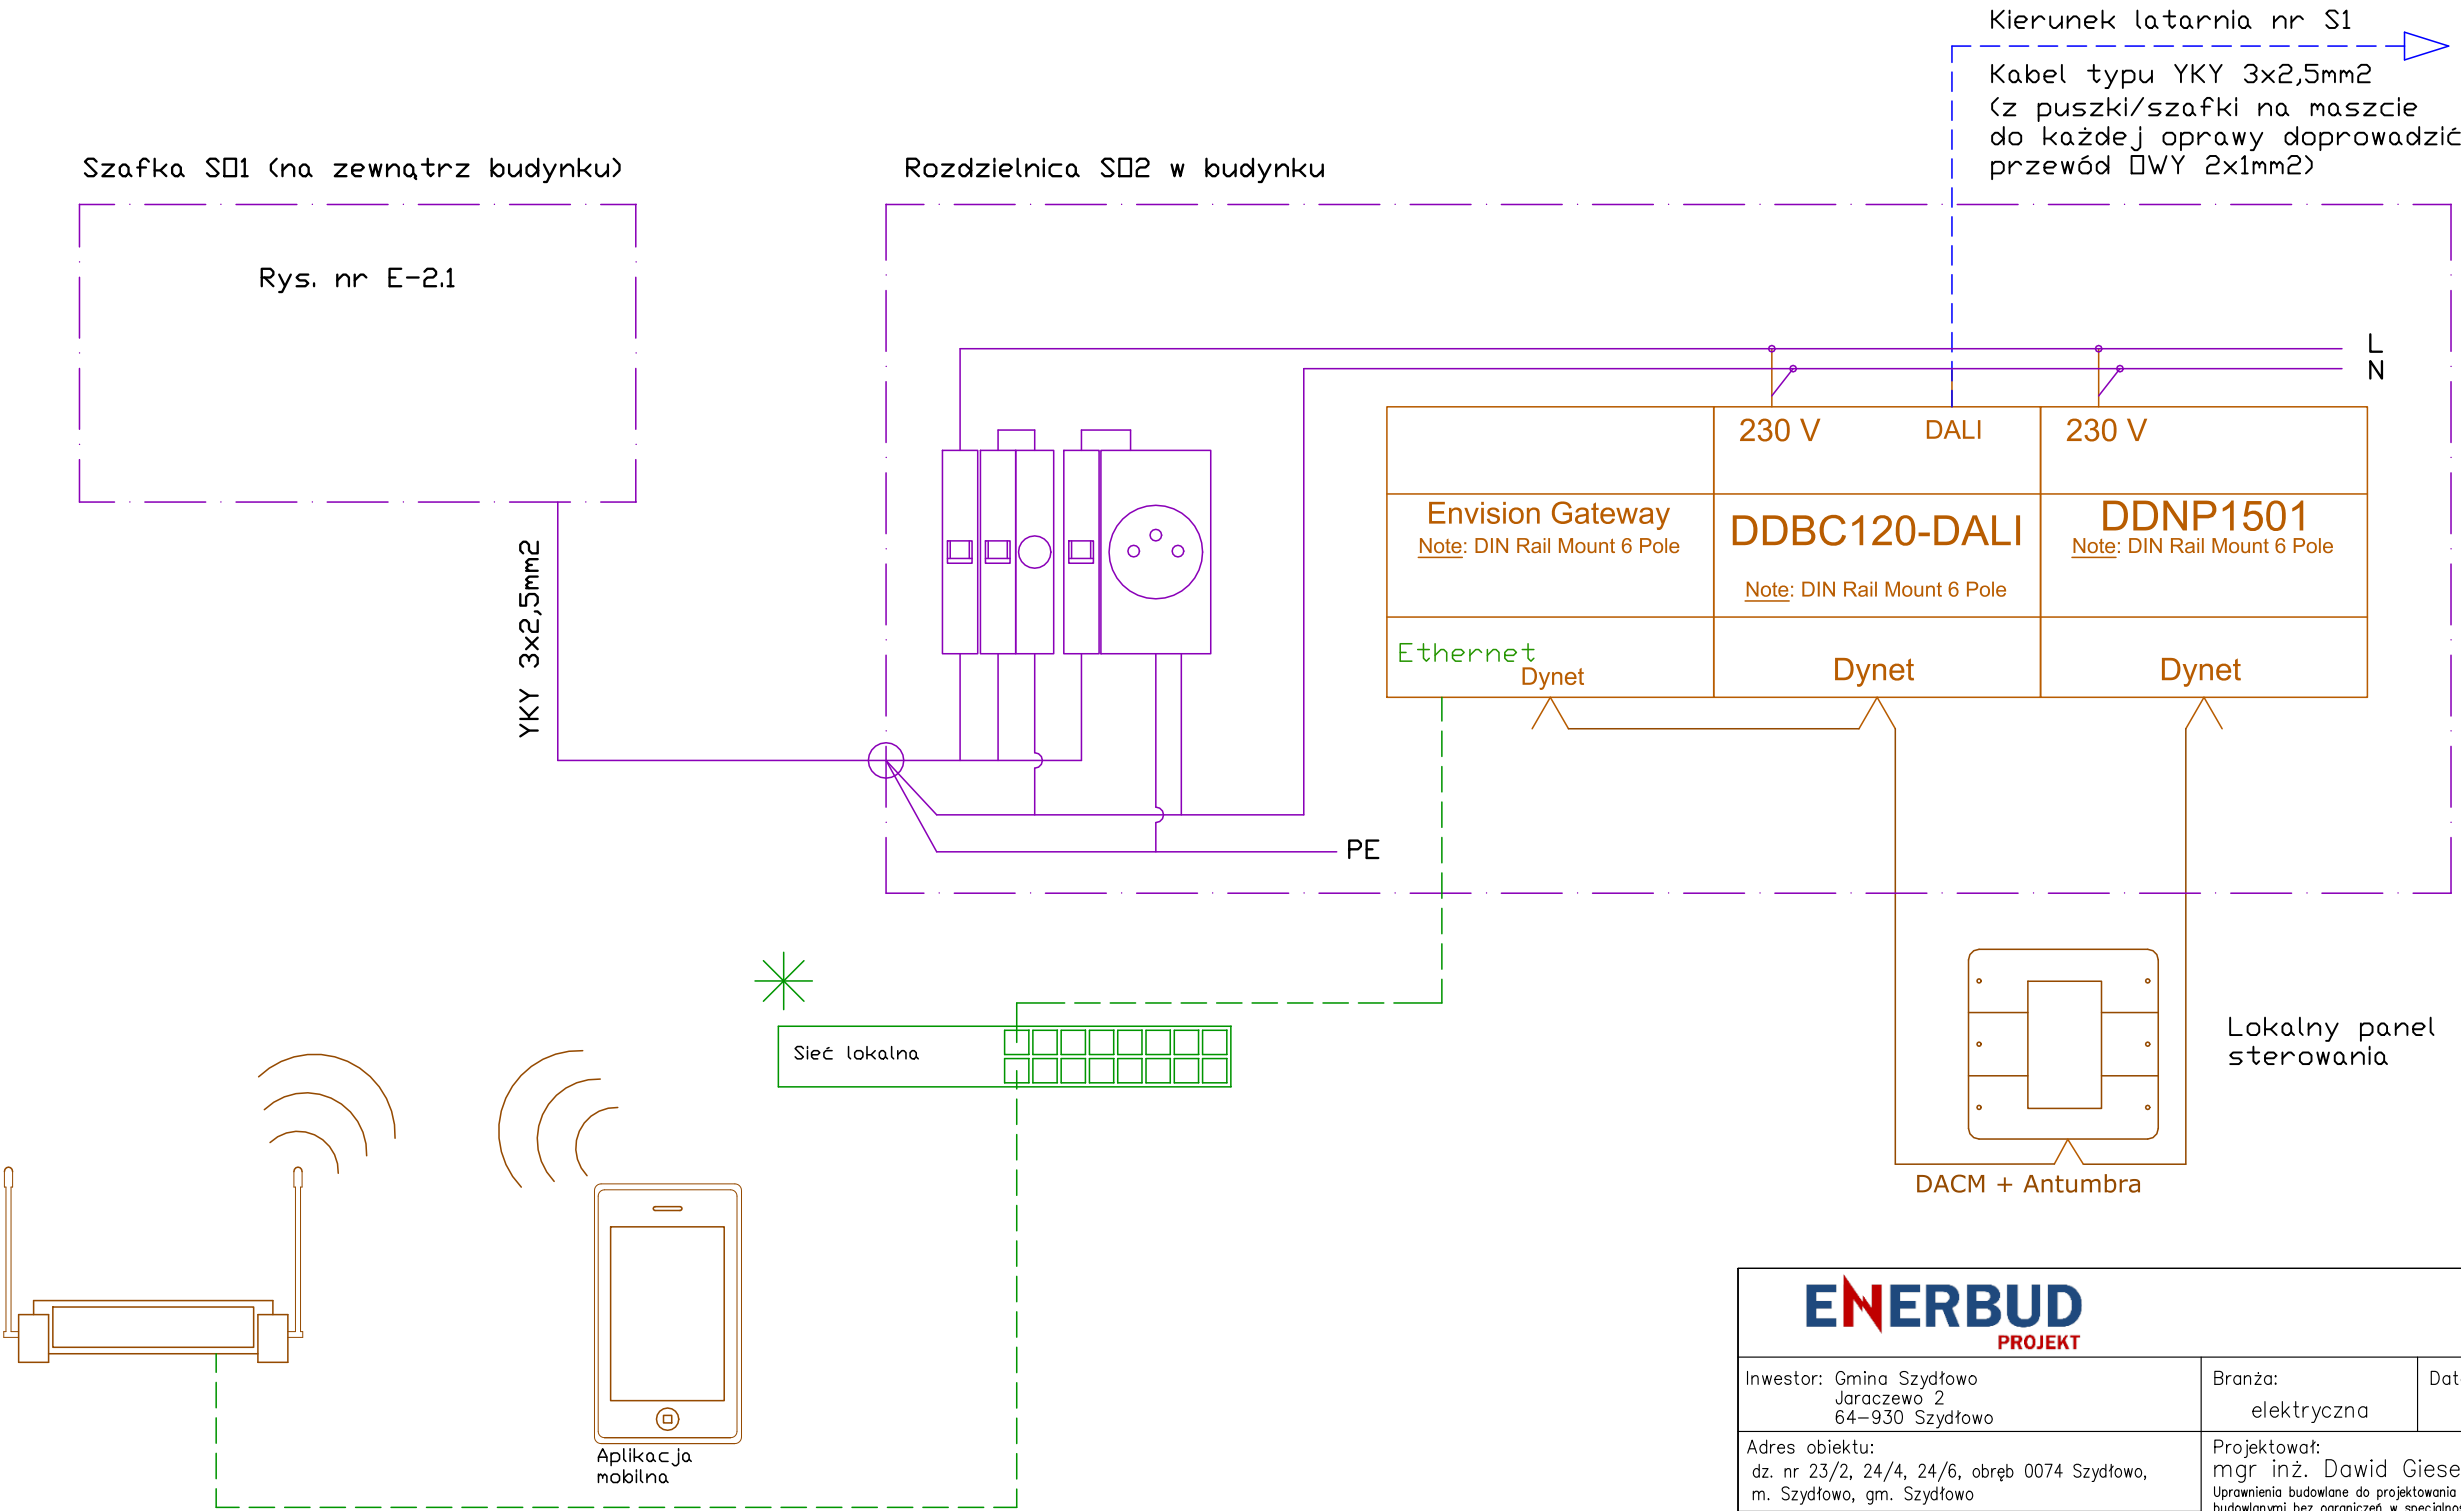 Kierunek latarnia nr S1
Kabel typu YKY 3x2,5mm2
(z puszki/szafki na maszcie
do każdej oprawy doprowadzić
przewód OWY 2x1mm2)
Szafka SO1 (na zewnątrz budynku)
Rozdzielnica SO2 w budynku
Rys. nr E-2.1
L
N
230 V
DALI
230 V
Envision Gateway
Note: DIN Rail Mount 6 Pole
DDBC120-DALI
Note: DIN Rail Mount 6 Pole
DDNP1501
Note: DIN Rail Mount 6 Pole
YKY 3x2,5mm2
Ethernet
Dynet
Dynet
Dynet
PE
Sieć lokalna
Lokalny panel
sterowania
DACM + Antumbra
Aplikacja
mobilna
ENERBUD
PROJEKT
Inwestor: Gmina Szydłowo
Jaraczewo 2
64-930 Szydłowo
Branża:
elektryczna
Dat
Adres obiektu:
dz. nr 23/2, 24/4, 24/6, obręb 0074 Szydłowo,
m. Szydłowo, gm. Szydłowo
Projektował:
mgr inż. Dawid Giese
Uprawnienia budowlane do projektowania
budowlanymi bez ograniczeń w